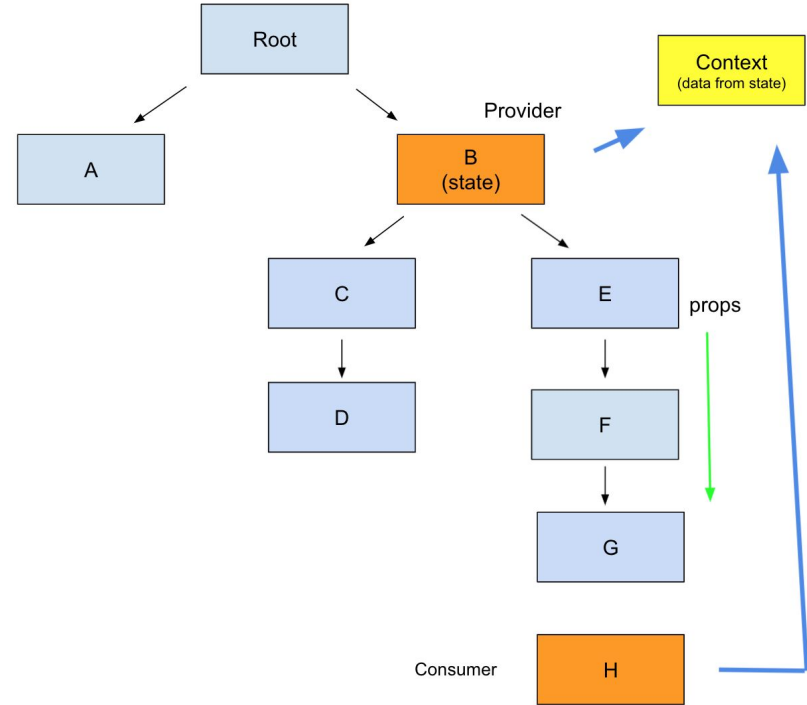 Root
Context
(data from state)
Provider
A
B
(state)
C
E
props
D
F
G
Consumer
H